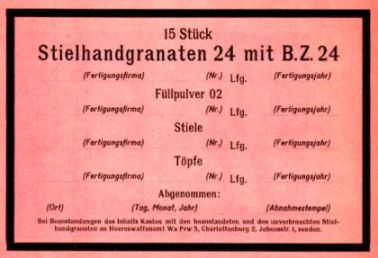 15 Stück
Stielhandgranaten 24 mit B.Z. 24
(Fertigungsfirma) (Nr.) Lfg. (Fertigungsjahr)
Füllpulver 02
(Fertigungsfirma) (Nr.) Lfg. (Fertigungsjahr)
Stiele
(Fertigungsfirma) (Nr.) Lfg. (Fertigungsjahr)
Töpfe
(Fertigungsfirma) (Nr.) Lfg. (Fertigungsjahr)
Abgenommen:
(Ort) (Tag, Monat, Jahr) (Abnahmestempel)
Bei Beanstandungen des Inhalts Kasten mit den beanstandeten und den unverbrauchten Stiel-
handgranaten an Heereswaffenamt Wa Prw 5, Charlottenburg 2, Jebensstr. 1, senden.